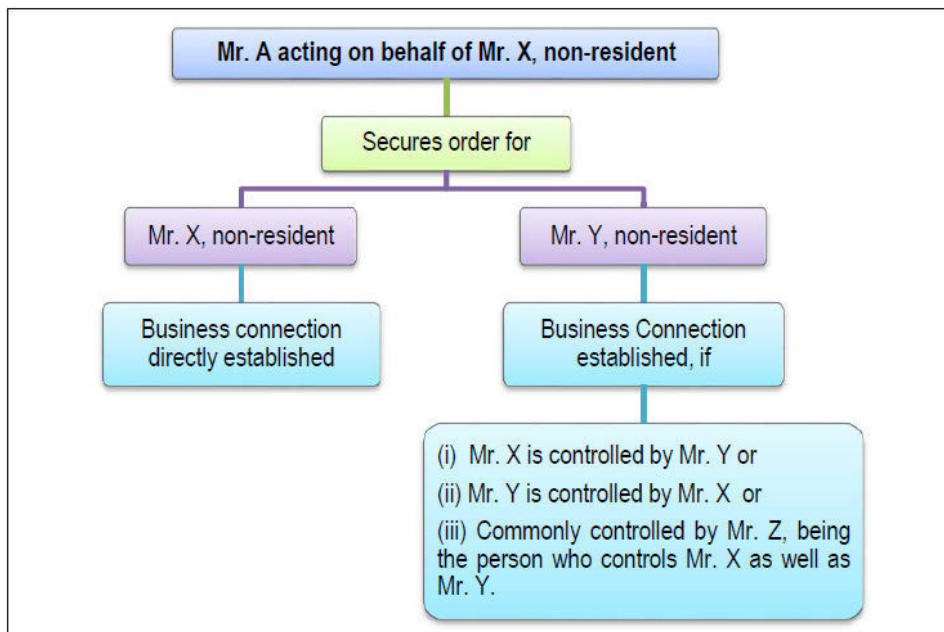 Mr. A acting on behalf of Mr. X, non-resident
Secures order for
Mr. X, non-resident
Mr. Y, non-resident
Business connection
directly established
Business Connection
established, if
(i) Mr. X is controlled by Mr. Y or
(ii) Mr. Y is controlled by Mr. X or
(iii) Commonly controlled by Mr. Z, being
the person who controls Mr. X as well as
Mr. Y.